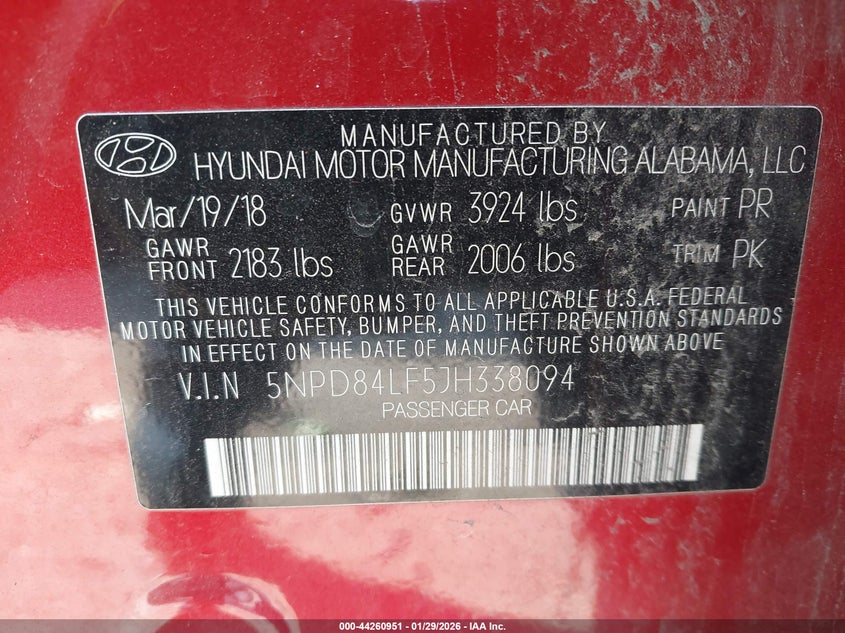 MANUFACTURED BY
HYUNDAI MOTOR MANUFACTURING ALABAMA, LLC
Mar/19/18 GVWR 3924 lbs PAINT PR
GAWR FRONT 2183 lbs GAWR REAR 2006 lbs TRIM PK
THIS VEHICLE CONFORMS TO ALL APPLICABLE U.S.A. FEDERAL
MOTOR VEHICLE SAFETY, BUMPER, AND THEFT PREVENTION STANDARDS
IN EFFECT ON THE DATE OF MANUFACTURE SHOWN ABOVE
V.I.N 5NPD84LF5JH338094
PASSENGER CAR
000-44260951 | 01/29/2026 - IAA Inc.